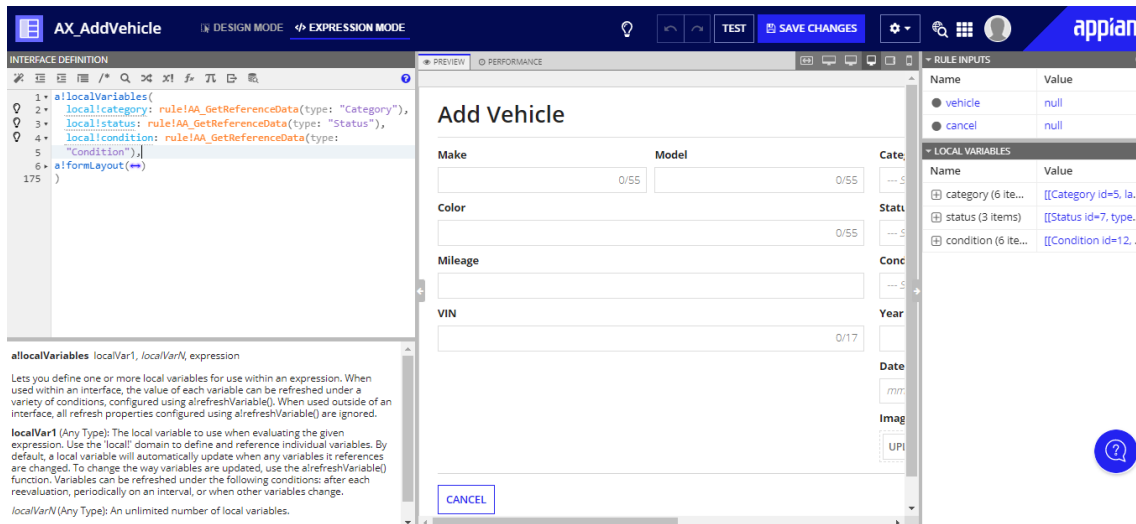 AX_AddVehicle
DESIGN MODE
</> EXPRESSION MODE
TEST
SAVE CHANGES
appian
INTERFACE DEFINITION
1 a!localVariables(
2 local!category: rule!AA_GetReferenceData(type: "Category"),
3 local!status: rule!AA_GetReferenceData(type: "Status"),
4 local!condition: rule!AA_GetReferenceData(type:
5 "Condition"),
6 a!formLayout(
175 )
a!localVariables localVar1, localVarN, expression
Lets you define one or more local variables for use within an expression. When
used within an interface, the value of each variable can be refreshed under a
variety of conditions, configured using a!refreshVariable(). When used outside of an
interface, all refresh properties configured using a!refreshVariable() are ignored.
localVar1 (Any Type): The local variable to use when evaluating the given
expression. Use the 'local!' domain to define and reference individual variables. By
default, a local variable will automatically update when any variables it references
are changed. To change the way variables are updated, use the a!refreshVariable()
function. Variables can be refreshed under the following conditions: after each
reevaluation, periodically on an interval, or when other variables change.
localVarN (Any Type): An unlimited number of local variables.
PREVIEW
PERFORMANCE
Add Vehicle
Make Model
0/55 0/55
Color
0/55
Mileage
VIN
0/17
Cate
--- S
Statu
--- S
Cond
--- S
Year
Date
mm
Imag
UPI
CANCEL
RULE INPUTS
Name Value
vehicle null
cancel null
LOCAL VARIABLES
Name Value
category (6 ite... [[Category id=5, la..
status (3 items) [[Status id=7, type..
condition (6 ite... [[Condition id=12, ..